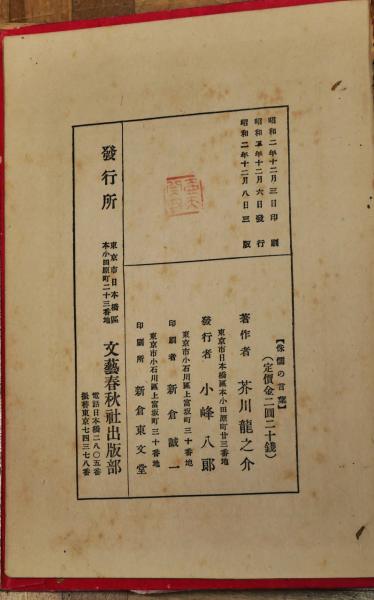 昭和二年十二月三日印刷
昭和二年十二月六日發行
昭和二年十二月八日三版
【侏儒の言葉】
(定價金二圓二十錢)
著作者 芥川龍之介
東京市日本橋區本小田原町廿三番地
發行者 小峰八郎
東京市小石川區上富坂町三十番地
印刷者 新倉誠一
東京市小石川區上富坂町三十番地
印刷所 新倉東文堂
發行所
東京市日本橋區
本小田原町二十三番地
文藝春秋社出版部
電話日本橋二八〇五番
振替東京七四三七八番